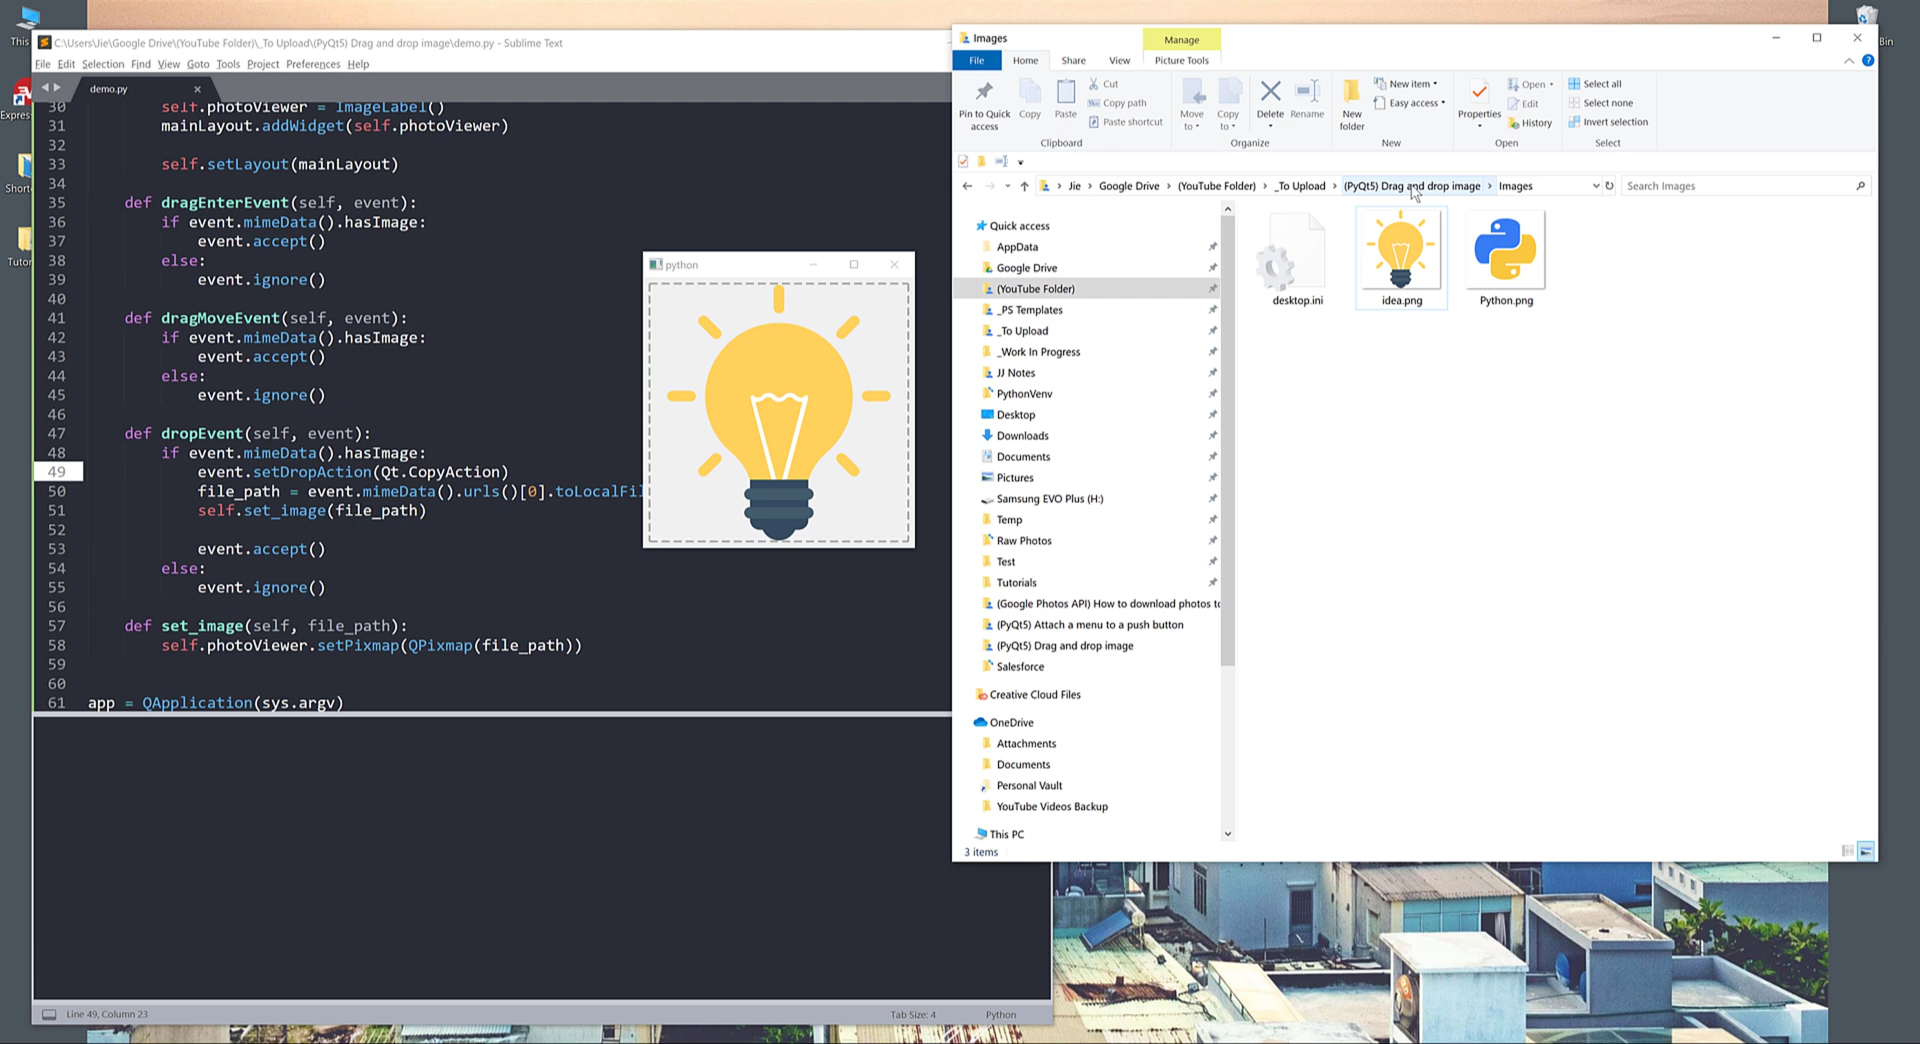 This
Bin
Expres
Short
Tutor
C:\Users\Jie\Google Drive\(YouTube Folder)\_To Upload\(PyQt5) Drag and drop image\demo.py - Sublime Text
File Edit Selection Find View Goto Tools Project Preferences Help
demo.py
30 self.photoViewer = ImageLabel()
31 mainLayout.addWidget(self.photoViewer)
32
33 self.setLayout(mainLayout)
34
35 def dragEnterEvent(self, event):
36 if event.mimeData().hasImage:
37 event.accept()
38 else:
39 event.ignore()
40
41 def dragMoveEvent(self, event):
42 if event.mimeData().hasImage:
43 event.accept()
44 else:
45 event.ignore()
46
47 def dropEvent(self, event):
48 if event.mimeData().hasImage:
49 event.setDropAction(Qt.CopyAction)
50 file_path = event.mimeData().urls()[0].toLocalFil
51 self.set_image(file_path)
52
53 event.accept()
54 else:
55 event.ignore()
56
57 def set_image(self, file_path):
58 self.photoViewer.setPixmap(QPixmap(file_path))
59
60
61 app = QApplication(sys.argv)
Line 49, Column 23
Tab Size: 4
Python
python
Images
Manage
File Home Share View Picture Tools
Pin to Quick access
Copy
Paste
Cut
Copy path
Paste shortcut
Clipboard
Move to
Copy to
Delete
Rename
Organize
New folder
New item
Easy access
New
Properties
Open
Edit
History
Open
Select all
Select none
Invert selection
Select
Jie > Google Drive > (YouTube Folder) > _To Upload > (PyQt5) Drag and drop image > Images
Search Images
Quick access
AppData
Google Drive
(YouTube Folder)
_PS Templates
_To Upload
_Work In Progress
JJ Notes
PythonVenv
Desktop
Downloads
Documents
Pictures
Samsung EVO Plus (H:)
Temp
Raw Photos
Test
Tutorials
(Google Photos API) How to download photos to
(PyQt5) Attach a menu to a push button
(PyQt5) Drag and drop image
Salesforce
Creative Cloud Files
OneDrive
Attachments
Documents
Personal Vault
YouTube Videos Backup
This PC
3 items
desktop.ini
idea.png
Python.png